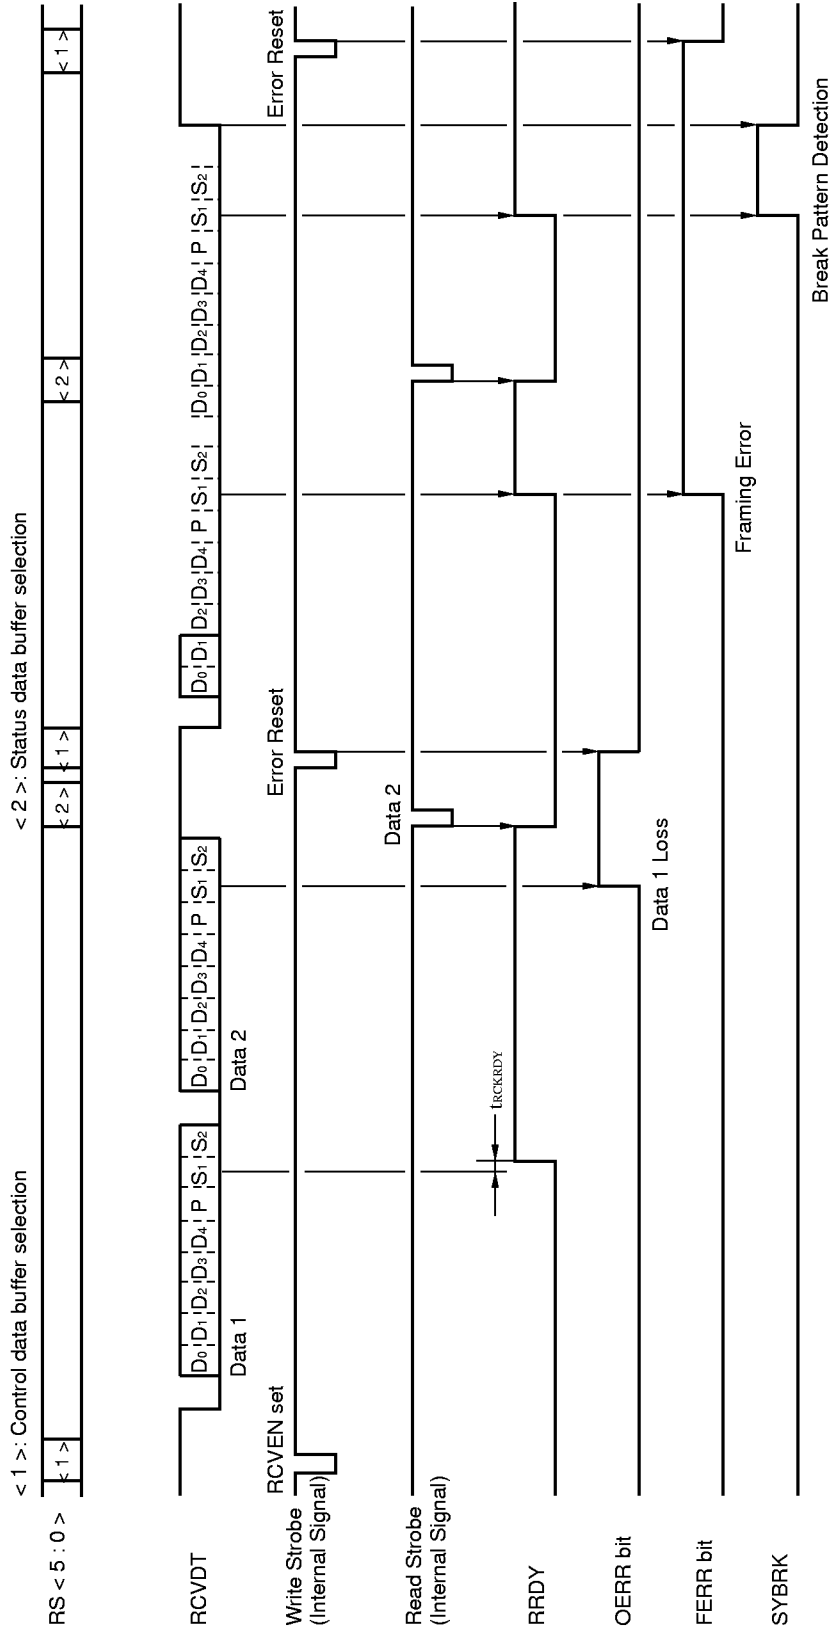 < 1 >: Control data buffer selection
< 2 >: Status data buffer selection
RS < 5 : 0 >
< 1 >
< 2 >
< 1 >
< 2 >
< 1 >
RCVDT
D0 D1 D2 D3 D4 P S1 S2
D0 D1 D2 D3 D4 P S1 S2
D0 D1 D2 D3 D4 P S1 S2
D0 D1 D2 D3 D4 P S1 S2
Data 1
Data 2
RCVEN set
Error Reset
Error Reset
Write Strobe
(Internal Signal)
Data 2
Read Strobe
(Internal Signal)
tRCKRDY
RRDY
OERR bit
Data 1 Loss
FERR bit
Framing Error
SYBRK
Break Pattern Detection